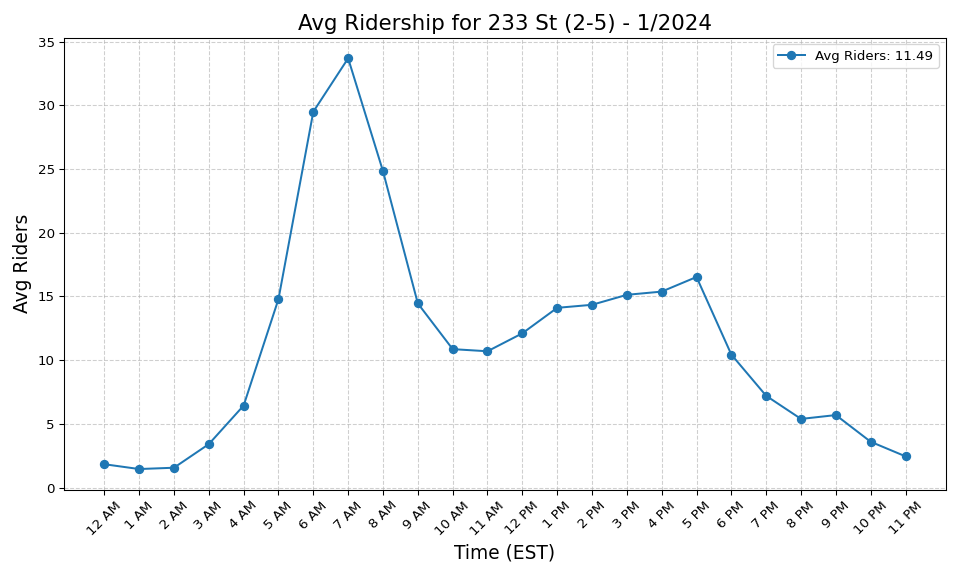 Avg Ridership for 233 St (2-5) - 1/2024
Avg Riders: 11.49
Avg Riders
35
30
25
20
15
10
5
0
12 AM
1 AM
2 AM
3 AM
4 AM
5 AM
6 AM
7 AM
8 AM
9 AM
10 AM
11 AM
12 PM
1 PM
2 PM
3 PM
4 PM
5 PM
6 PM
7 PM
8 PM
9 PM
10 PM
11 PM
Time (EST)